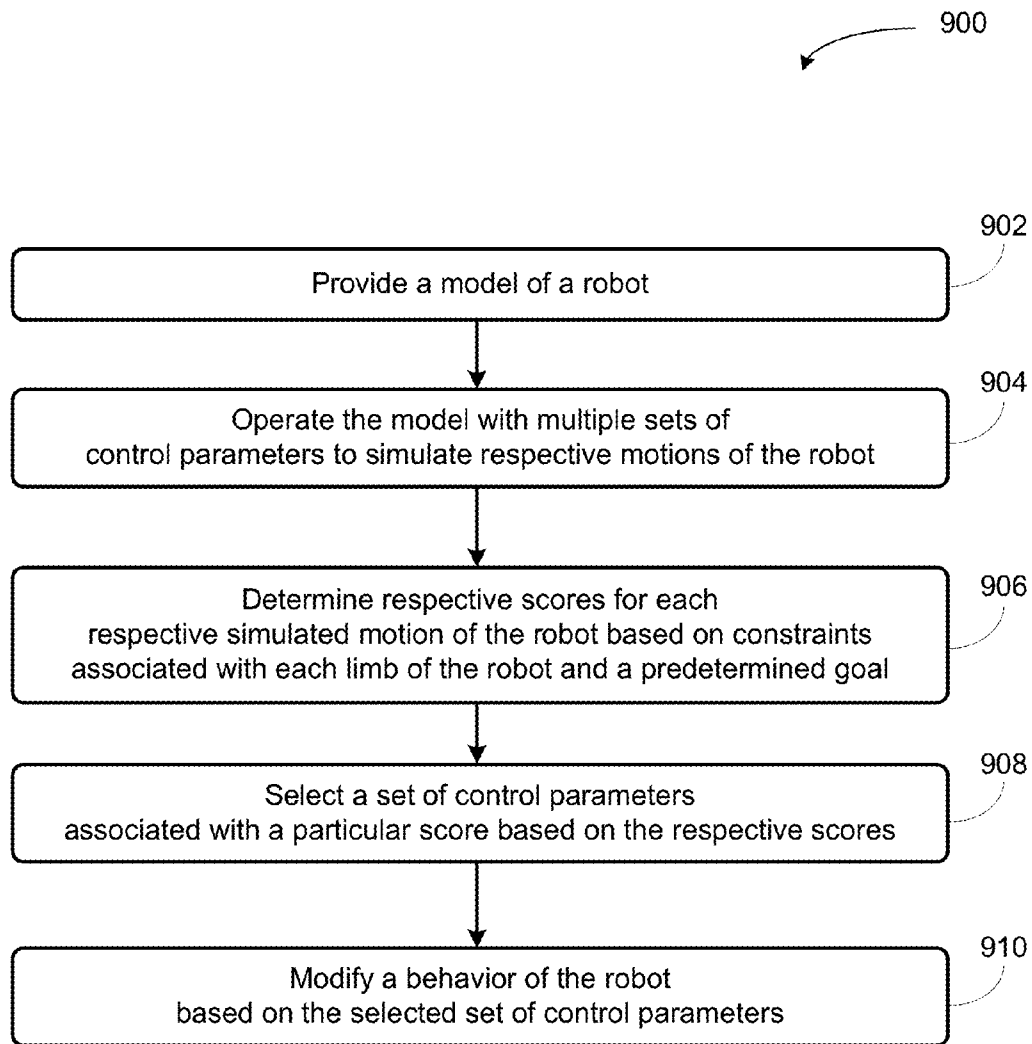 900
902
Provide a model of a robot
904
Operate the model with multiple sets of
control parameters to simulate respective motions of the robot
906
Determine respective scores for each
respective simulated motion of the robot based on constraints
associated with each limb of the robot and a predetermined goal
908
Select a set of control parameters
associated with a particular score based on the respective scores
910
Modify a behavior of the robot
based on the selected set of control parameters